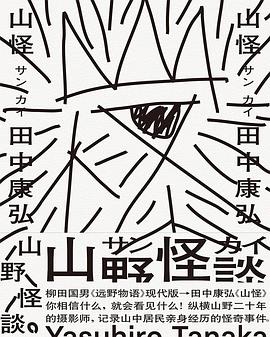 山怪
サンカイ
田中康弘
山怪
サンカイ
田中康弘
山野怪談。
サン カイ
山野怪談
柳田国男《远野物语》现代版→田中康弘《山怪》
你相信什么，就会看见什么！纵横山野二十年
的摄影师，记录山中居民亲身经历的怪奇事件。
Yasuhiro Tanaka